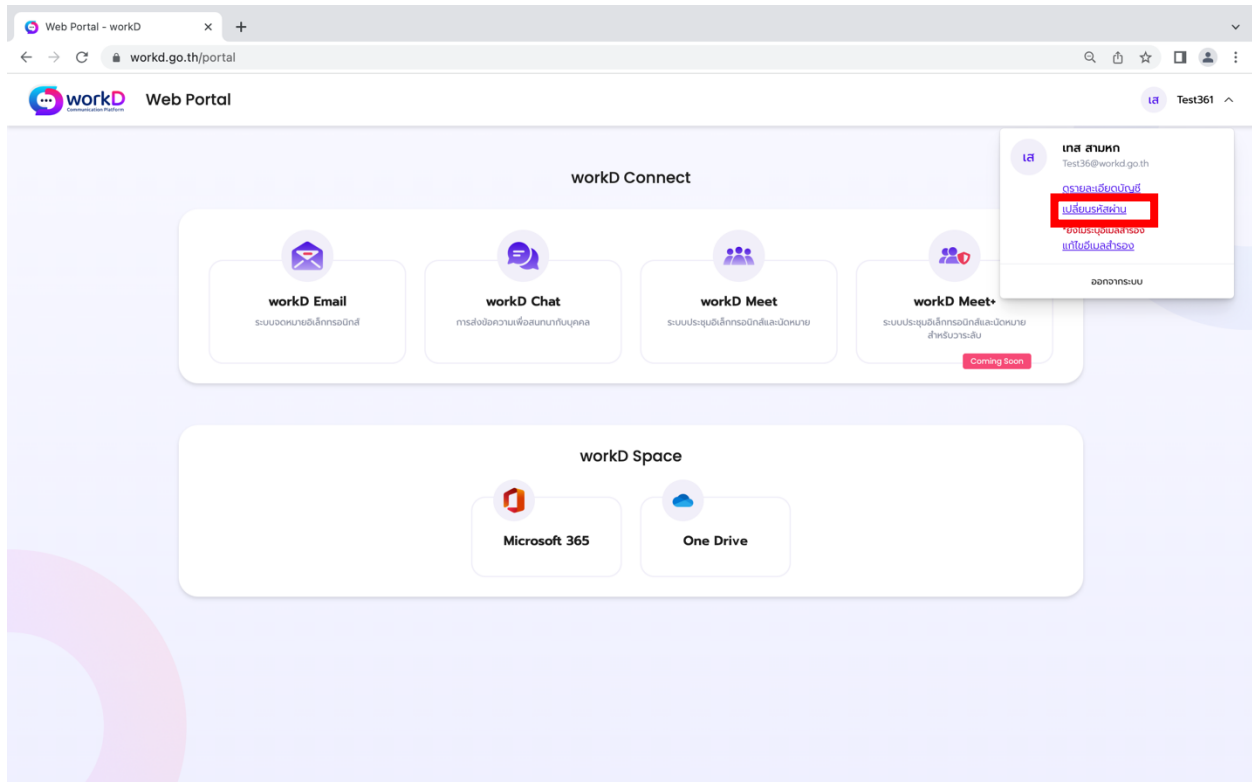 Web Portal - workD
workd.go.th/portal
workD
Communication Platform
Web Portal
เส Test361
เส
เทส สามหก
Test36@workd.go.th
ดูรายละเอียดบัญชี
เปลี่ยนรหัสผ่าน
*ยังไม่ระบุอีเมลสำรอง
แก้ไขอีเมลสำรอง
ออกจากระบบ
workD Connect
workD Email
ระบบจดหมายอิเล็กทรอนิกส์
workD Chat
การส่งข้อความเพื่อสนทนากับบุคคล
workD Meet
ระบบประชุมอิเล็กทรอนิกส์และนัดหมาย
workD Meet+
ระบบประชุมอิเล็กทรอนิกส์และนัดหมาย
สำหรับวาระลับ
Coming Soon
workD Space
Microsoft 365
One Drive